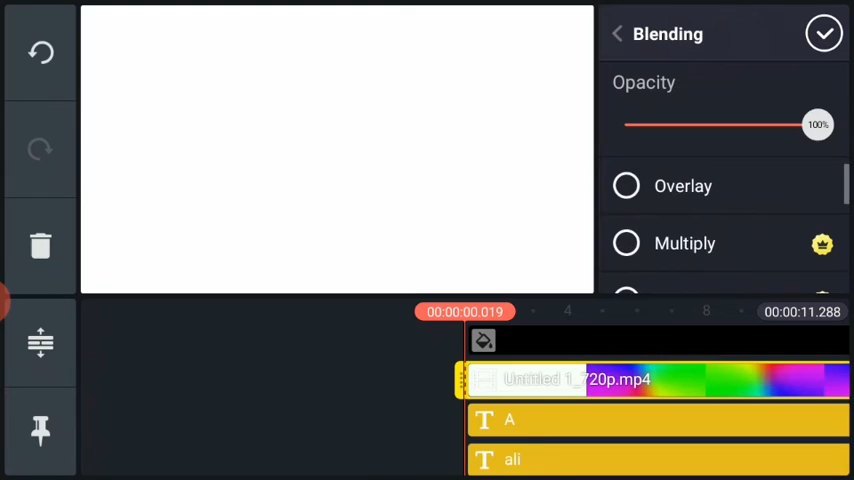 Blending
Opacity
100%
Overlay
Multiply
00:00:00.019
4
8
00:00:11.288
Untitled 1_720p.mp4
A
ali